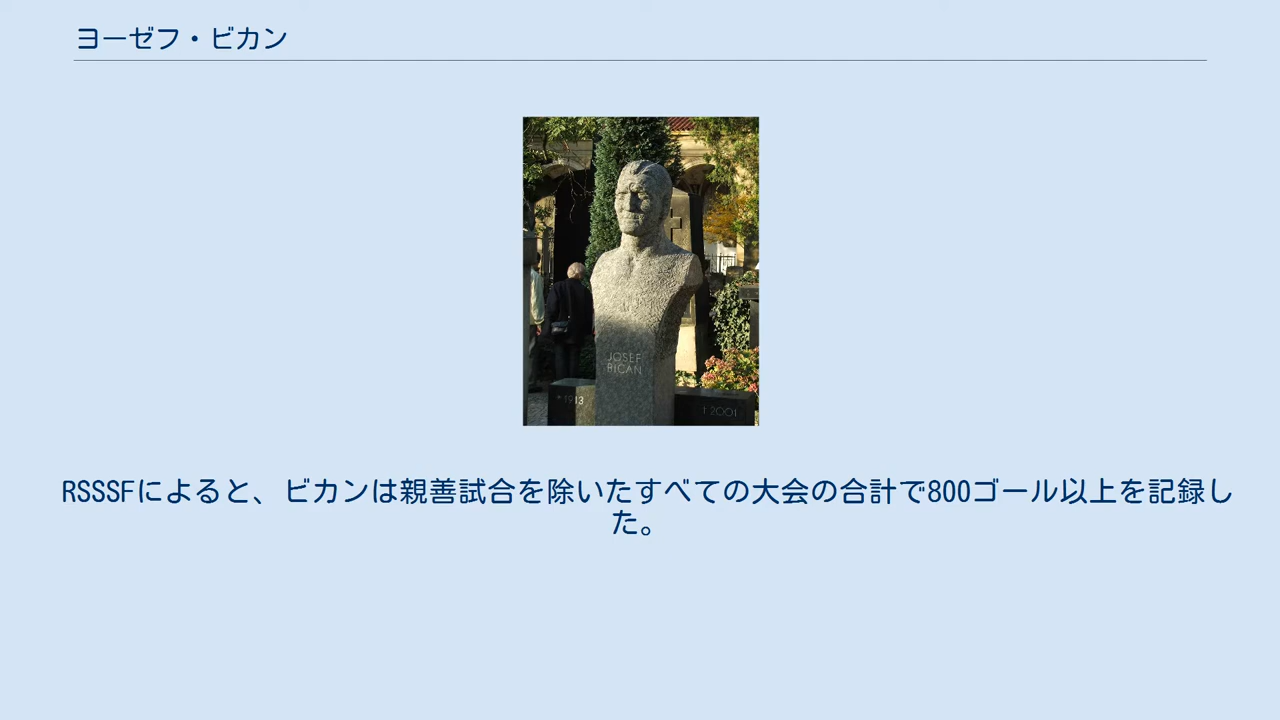 ヨーゼフ・ビカン
JOSEF
BICAN
* 1913
† 2001
RSSSFによると、ビカンは親善試合を除いたすべての大会の合計で800ゴール以上を記録し
た。